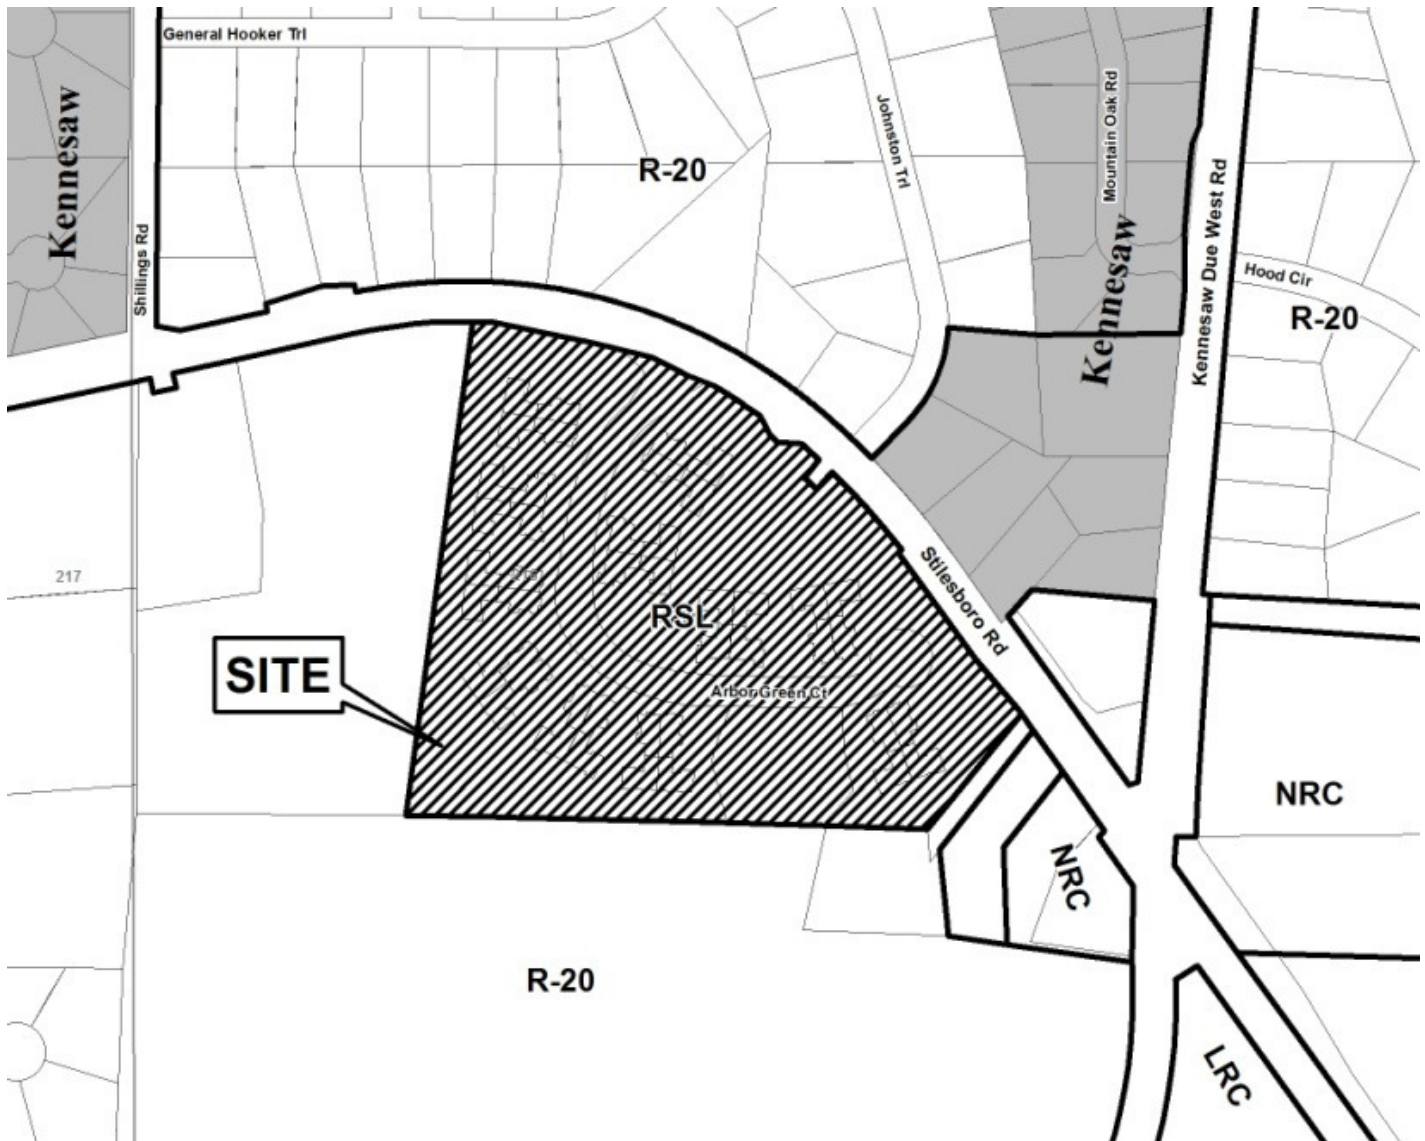 General Hooker Trl
Kennesaw
Shillings Rd
R-20
Johnston Trl
Mountain Oak Rd
Kennesaw
Kennesaw Due West Rd
Hood Cir
R-20
217
Stilesboro Rd
RSL
SITE
Arbor Green Ct
NRC
NRC
R-20
LRC